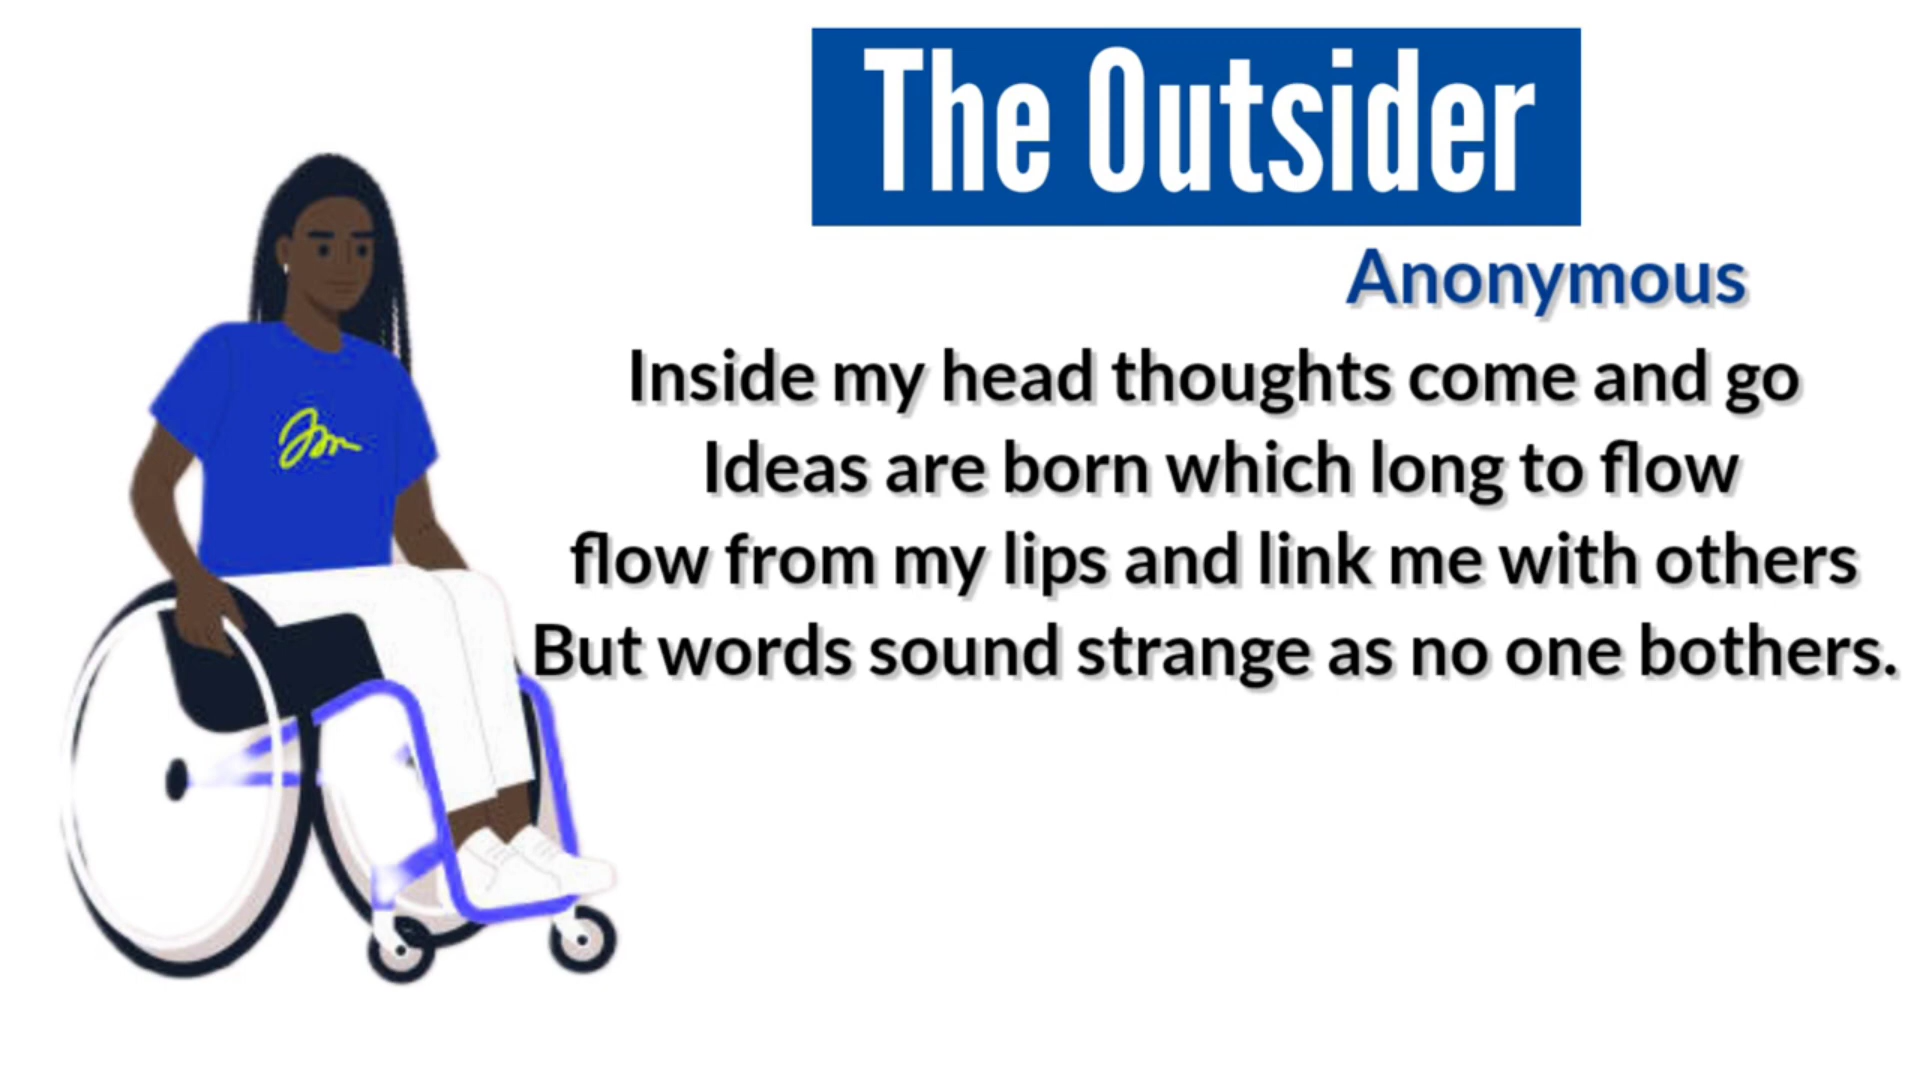 The Outsider
Anonymous
Inside my head thoughts come and go
Ideas are born which long to flow
flow from my lips and link me with others
But words sound strange as no one bothers.